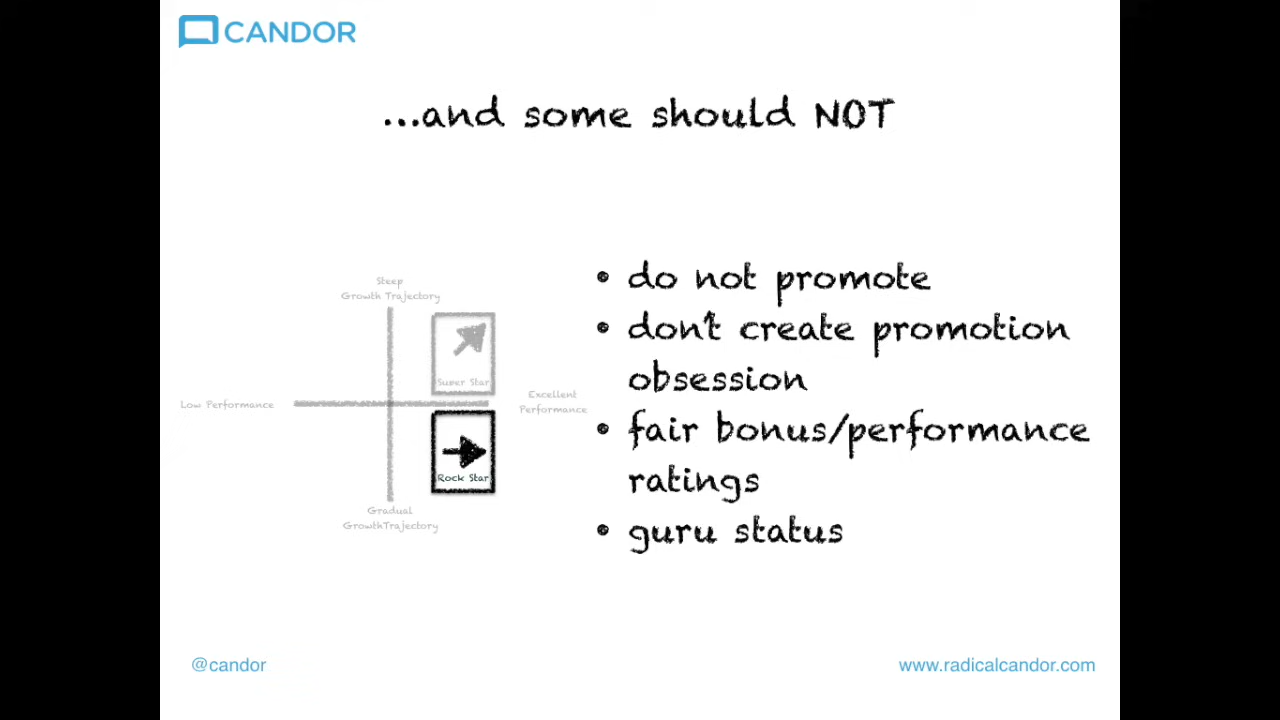 CANDOR
...and some should NOT
Steep
Growth Trajectory
Super Star
Low Performance
Excellent
Performance
Rock Star
Gradual
GrowthTrajectory
• do not promote
• don't create promotion
obsession
• fair bonus/performance
ratings
• guru status
@candor
www.radicalcandor.com